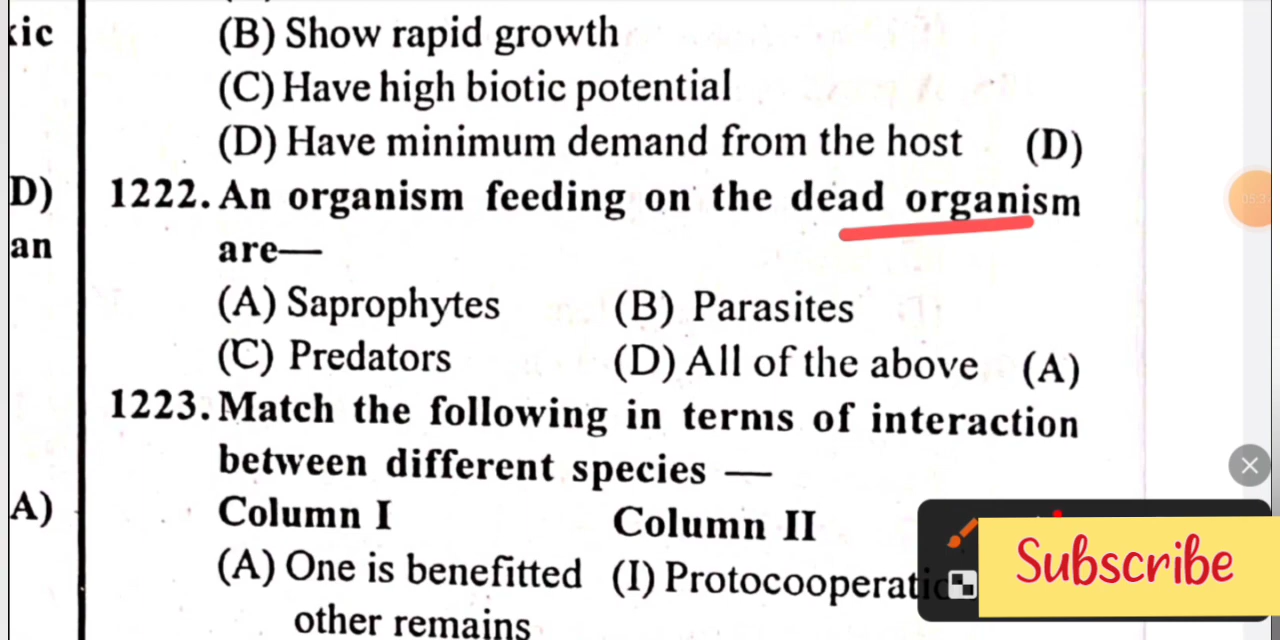 xic
(B) Show rapid growth
(C) Have high biotic potential
(D) Have minimum demand from the host (D)
D)
1222. An organism feeding on the dead organism
an
are—
(A) Saprophytes (B) Parasites
(C) Predators (D) All of the above (A)
1223. Match the following in terms of interaction
between different species —
A)
Column I Column II
(A) One is benefitted (I) Protocooperatic
other remains
Subscribe